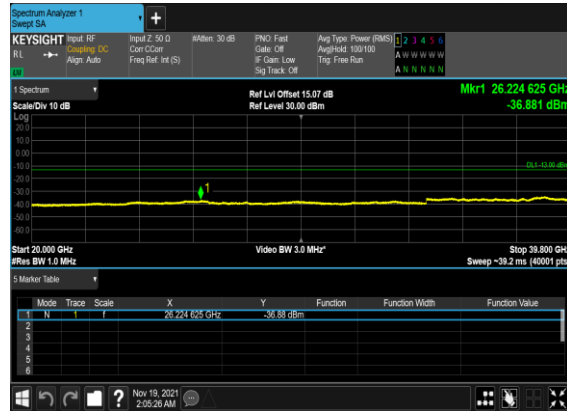 Spectrum Analyzer 1
Swept SA
+
KEYSIGHT Input: RF Input Z: 50 Ω #Atten: 30 dB PNO: Fast Avg Type: Power (RMS) 1 2 3 4 5 6
RL Coupling: DC Corr CCorr Gate: Off Avg|Hold: 100/100 A W W W W W
Align: Auto Freq Ref: Int (S) IF Gain: Low Trig: Free Run
Sig Track: Off A N N N N N
1 Spectrum
Ref Lvl Offset 15.07 dB Mkr1 26.224 625 GHz
Scale/Div 10 dB Ref Level 30.00 dBm -36.881 dBm
Log
20.0
10.0
0.00
-10.0
DL1 -13.00 dBm
-20.0
-30.0
1
-40.0
-50.0
-60.0
Start 20.000 GHz Video BW 3.0 MHz* Stop 39.800 GHz
#Res BW 1.0 MHz Sweep ~39.2 ms (40001 pts)
5 Marker Table
Mode Trace Scale X Y Function Function Width Function Value
1 N 1 f 26.224 625 GHz -36.88 dBm
2
3
4
5
6
? Nov 19, 2021
2:05:26 AM